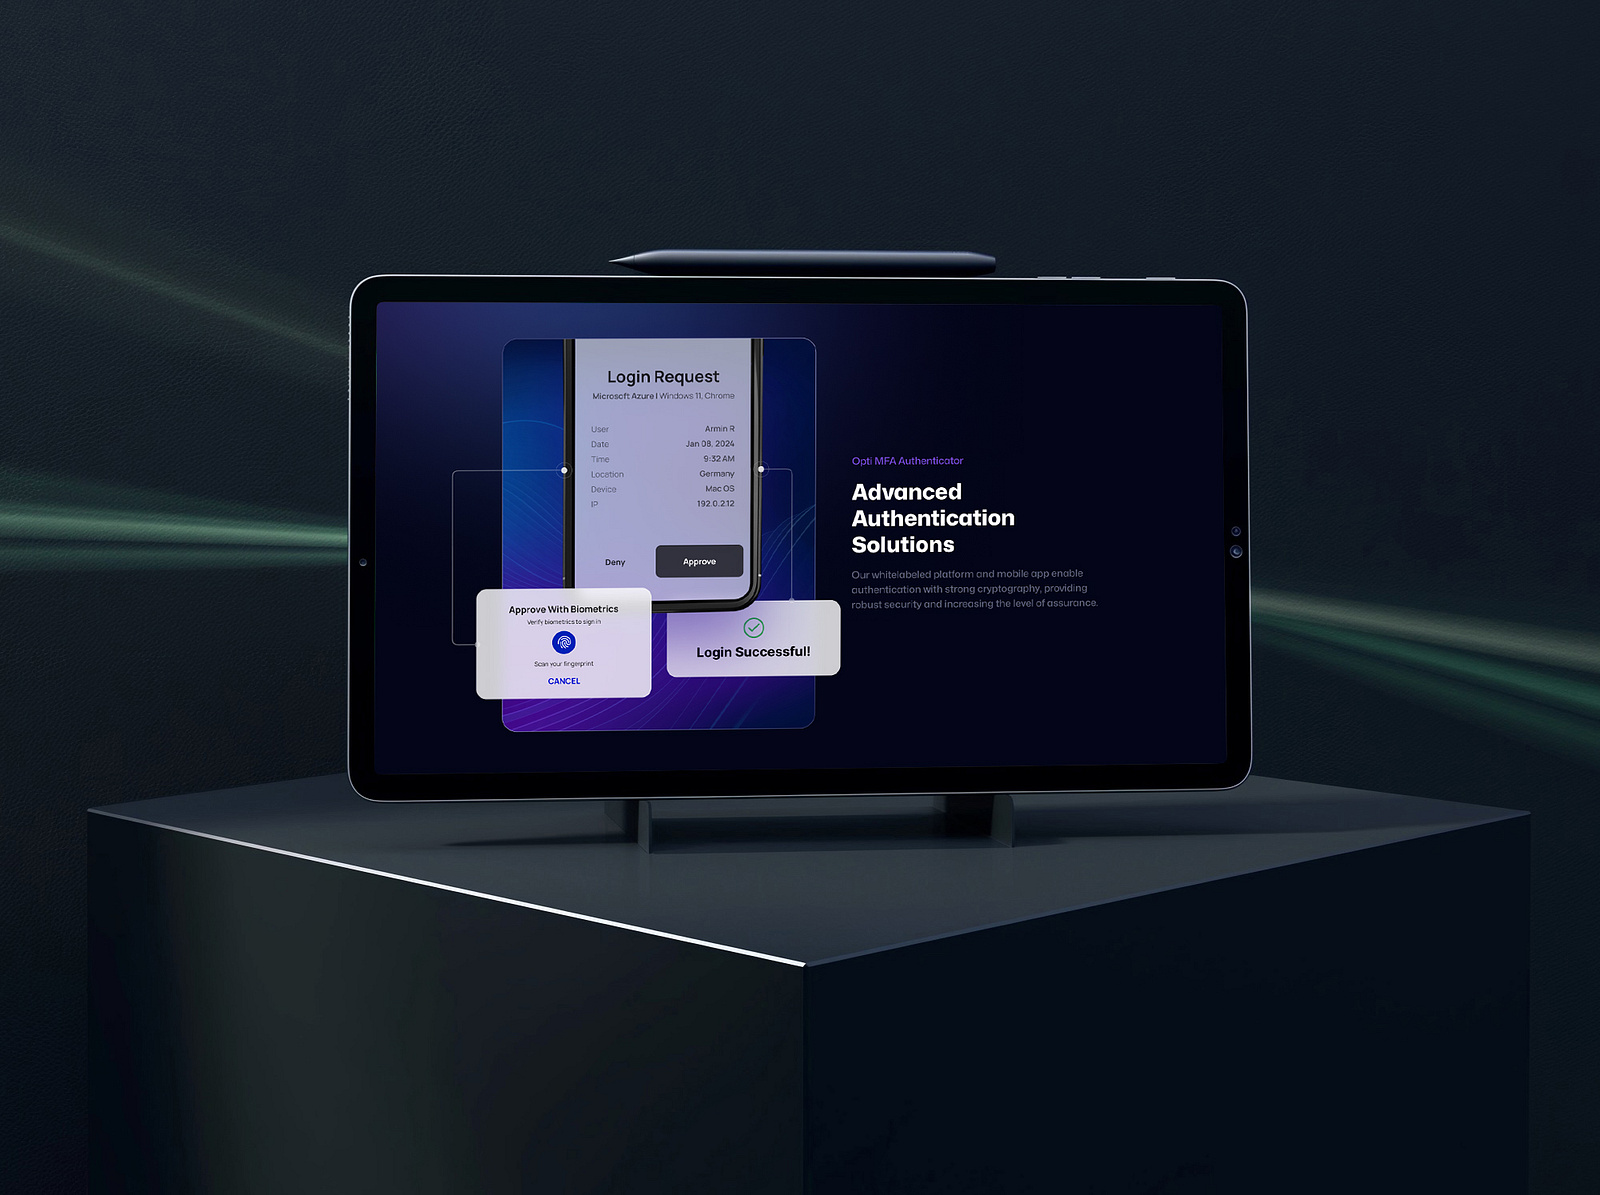 Login Request
Microsoft Azure | Windows 11, Chrome
User Armin R
Date Jan 08, 2024
Time 9:32 AM
Location Germany
Device Mac OS
IP 192.0.2.12
Deny Approve
Approve With Biometrics
Verify biometrics to sign in
Scan your fingerprint
CANCEL
Login Successful!
Opti MFA Authenticator
Advanced
Authentication
Solutions
Our whitelabeled platform and mobile app enable
authentication with strong cryptography, providing
robust security and increasing the level of assurance.